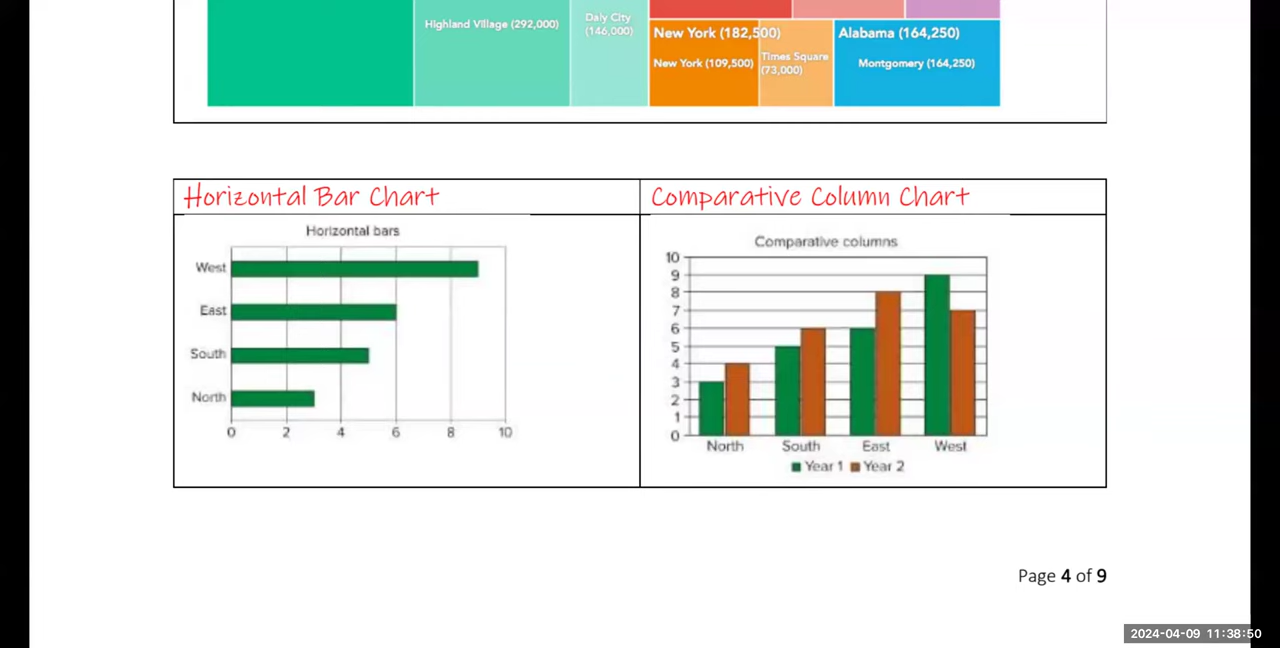 Highland Village (292,000)
Daly City
(146,000)
New York (182,500)
New York (109,500)
Times Square
(73,000)
Alabama (164,250)
Montgomery (164,250)
Horizontal Bar Chart
Horizontal bars
West
East
South
North
0 2 4 6 8 10
Comparative Column Chart
Comparative columns
10
9
8
7
6
5
4
3
2
1
0
North South East West
Year 1 Year 2
Page 4 of 9
2024-04-09 11:38:50